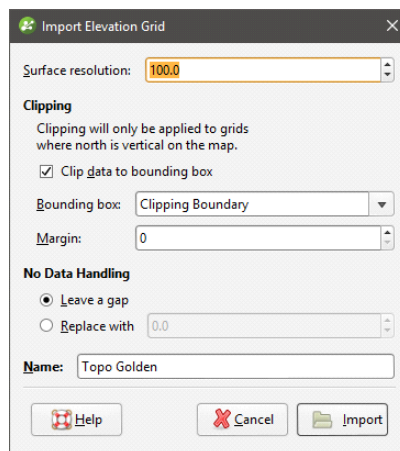 Import Elevation Grid
Surface resolution: 100.0
Clipping
Clipping will only be applied to grids
where north is vertical on the map.
Clip data to bounding box
Bounding box: Clipping Boundary
Margin: 0
No Data Handling
Leave a gap
Replace with 0.0
Name: Topo Golden
Help Cancel Import